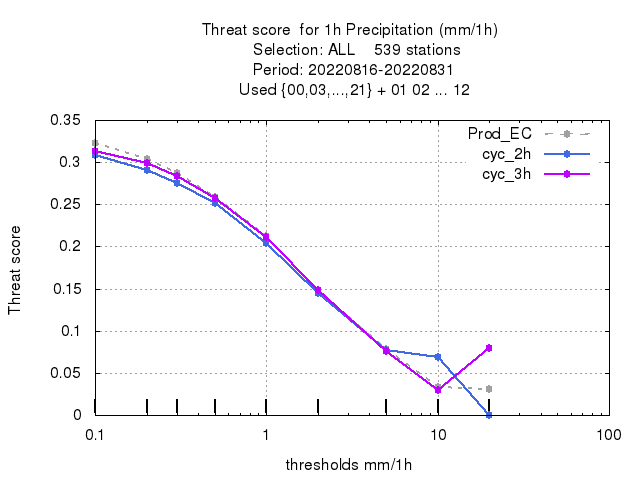 Threat score  for 1h Precipitation (mm/1h)
Selection: ALL    539 stations
Period: 20220816-20220831
Used {00,03,...,21} + 01 02 ... 12
Prod_EC
cyc_2h
cyc_3h
0.35
0.3
0.25
0.2
0.15
0.1
0.05
0
Threat score
0.1 1 10 100
thresholds mm/1h